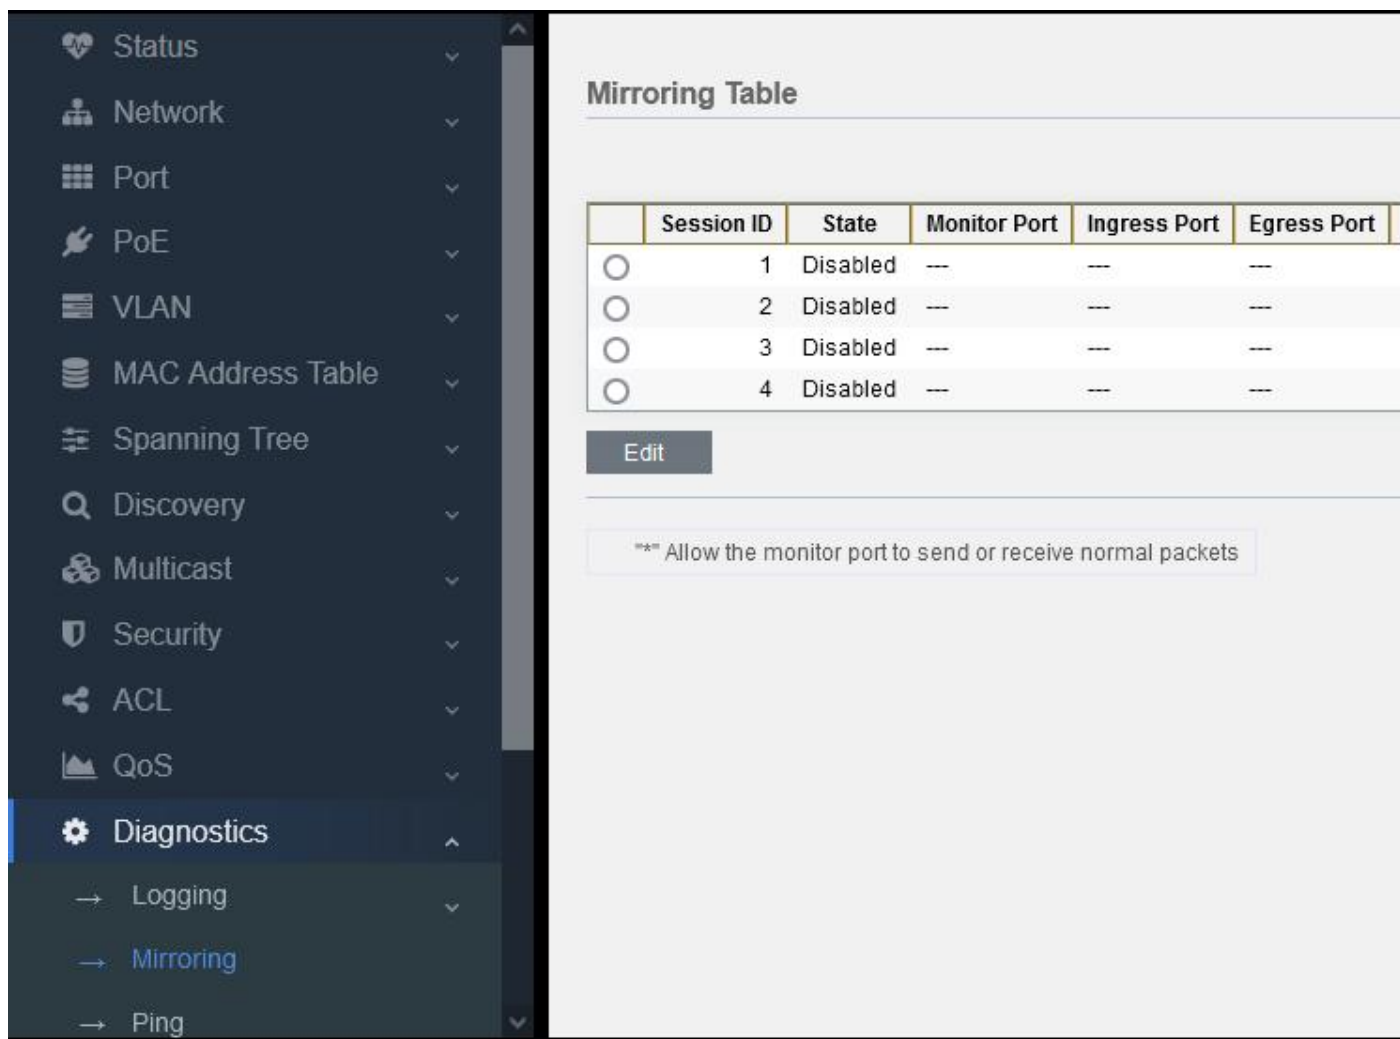 Status
Network
Port
PoE
VLAN
MAC Address Table
Spanning Tree
Discovery
Multicast
Security
ACL
QoS
Diagnostics
→ Logging
→ Mirroring
→ Ping
Mirroring Table
Session ID State Monitor Port Ingress Port Egress Port
1 Disabled --- --- ---
2 Disabled --- --- ---
3 Disabled --- --- ---
4 Disabled --- --- ---
Edit
"*" Allow the monitor port to send or receive normal packets